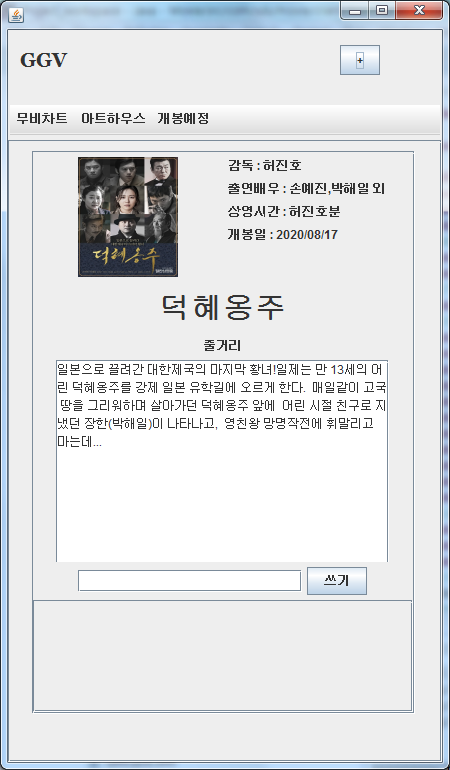 GGV
+
무비차트 아트하우스 개봉예정
감독 : 허진호
출연배우 : 손예진,박해일 외
상영시간 : 허진호분
개봉일 : 2020/08/17
덕혜옹주
덕혜옹주
줄거리
일본으로 끌려간 대한제국의 마지막 황녀!일제는 만 13세의 어
린 덕혜옹주를 강제 일본 유학길에 오르게 한다. 매일같이 고국
땅을 그리워하며 살아가던 덕혜옹주 앞에 어린 시절 친구로 지
냈던 장한(박해일)이 나타나고, 영친왕 망명작전에 휘말리고
마는데...
쓰기